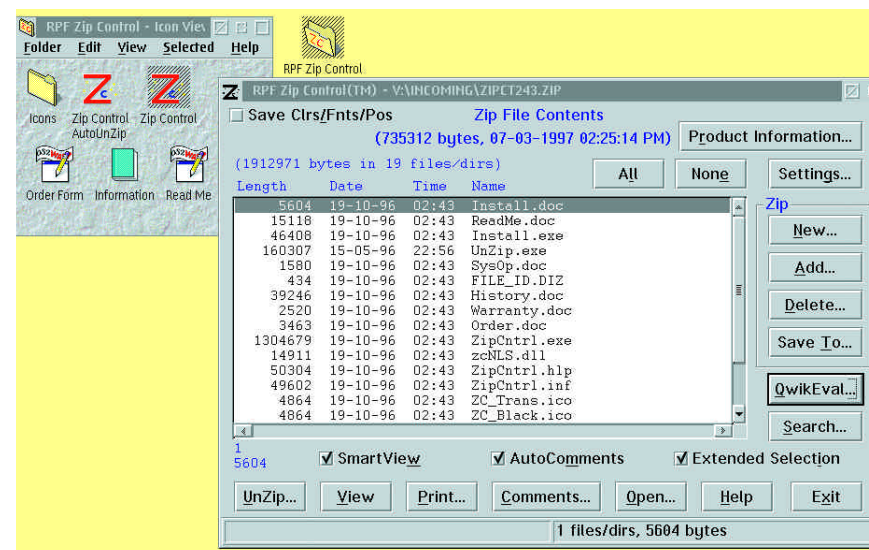 RPF Zip Control - Icon View
Folder Edit View Selected Help
Icons
Zip Control AutoUnZip
Zip Control
Order Form
Information
Read Me
RPF Zip Control
RPF Zip Control(TM) - V:\INCOMING\ZIPCT243.ZIP
Save Clrs/Fnts/Pos
Zip File Contents
(735312 bytes, 07-03-1997 02:25:14 PM)
Product Information...
(1912971 bytes in 19 files/dirs)
All
None
Settings...
Length Date Time Name
5604 19-10-96 02:43 Install.doc
15118 19-10-96 02:43 ReadMe.doc
46408 19-10-96 02:43 Install.exe
160307 15-05-96 22:56 UnZip.exe
1580 19-10-96 02:43 SysOp.doc
434 19-10-96 02:43 FILE_ID.DIZ
39246 19-10-96 02:43 History.doc
2520 19-10-96 02:43 Warranty.doc
3463 19-10-96 02:43 Order.doc
1304679 19-10-96 02:43 ZipCntrl.exe
14911 19-10-96 02:43 zcNLS.dll
50304 19-10-96 02:43 ZipCntrl.hlp
49602 19-10-96 02:43 ZipCntrl.inf
4864 19-10-96 02:43 ZC_Trans.ico
4864 19-10-96 02:43 ZC_Black.ico
Zip
New...
Add...
Delete...
Save To...
QwikEval...
Search...
1
5604
SmartView
AutoComments
Extended Selection
UnZip...
View
Print...
Comments...
Open...
Help
Exit
1 files/dirs, 5604 bytes